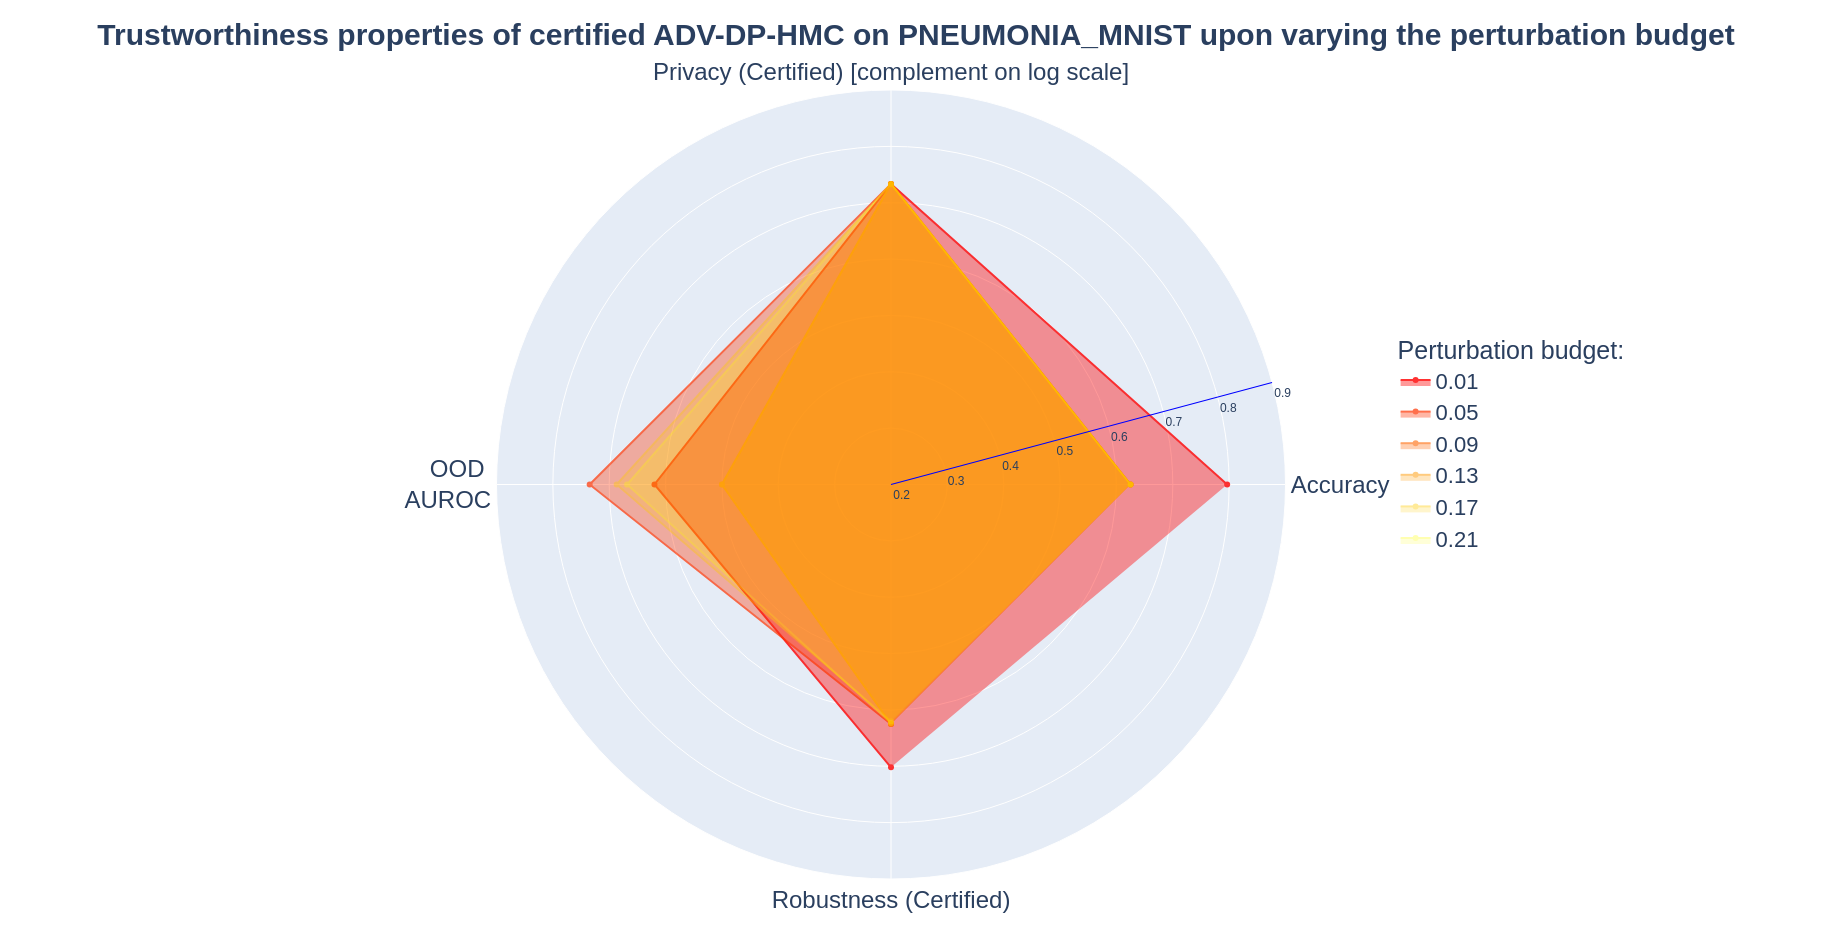 Trustworthiness properties of certified ADV-DP-HMC on PNEUMONIA_MNIST upon varying the perturbation budget
Privacy (Certified) [complement on log scale]
Perturbation budget:
0.01
0.05
0.09
0.13
0.17
0.21
0.9
0.8
0.7
0.6
0.5
0.4
0.3
0.2
OOD
AUROC
Accuracy
Robustness (Certified)